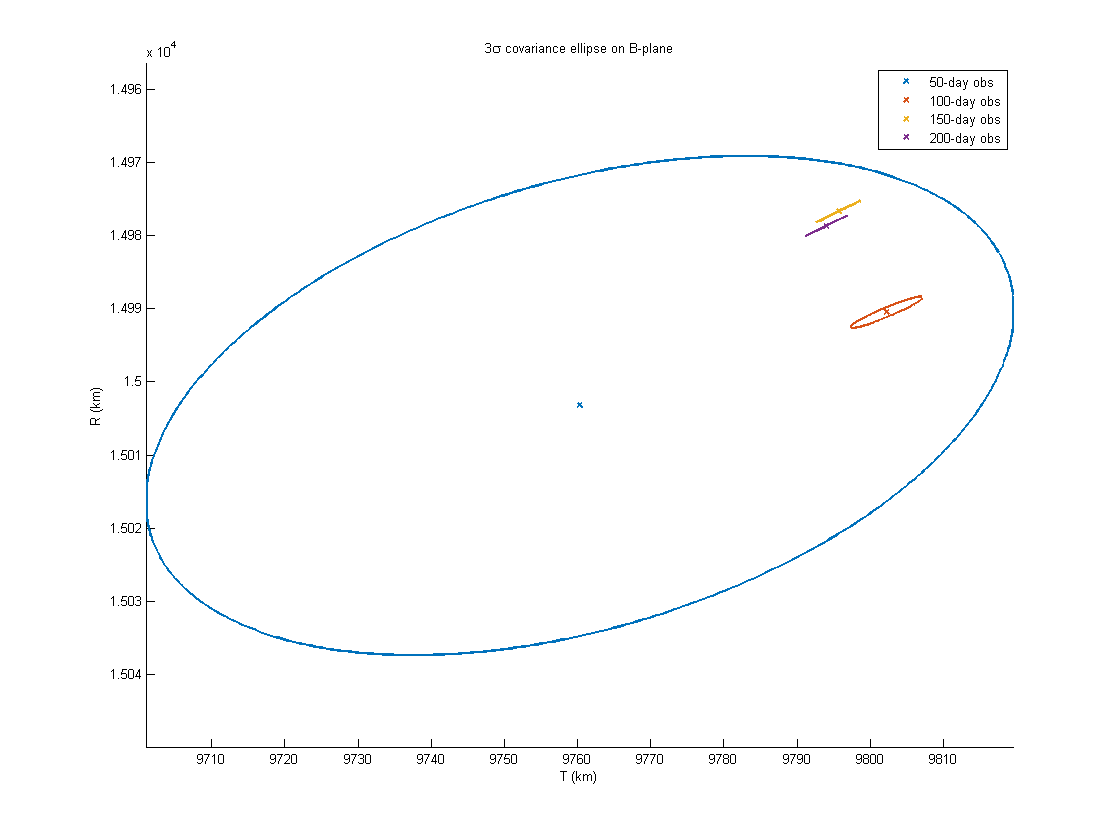 3σ covariance ellipse on B-plane
x 10^4
50-day obs
100-day obs
150-day obs
200-day obs
1.496
1.497
1.498
1.499
1.5
1.501
1.502
1.503
1.504
R (km)
9710 9720 9730 9740 9750 9760 9770 9780 9790 9800 9810
T (km)